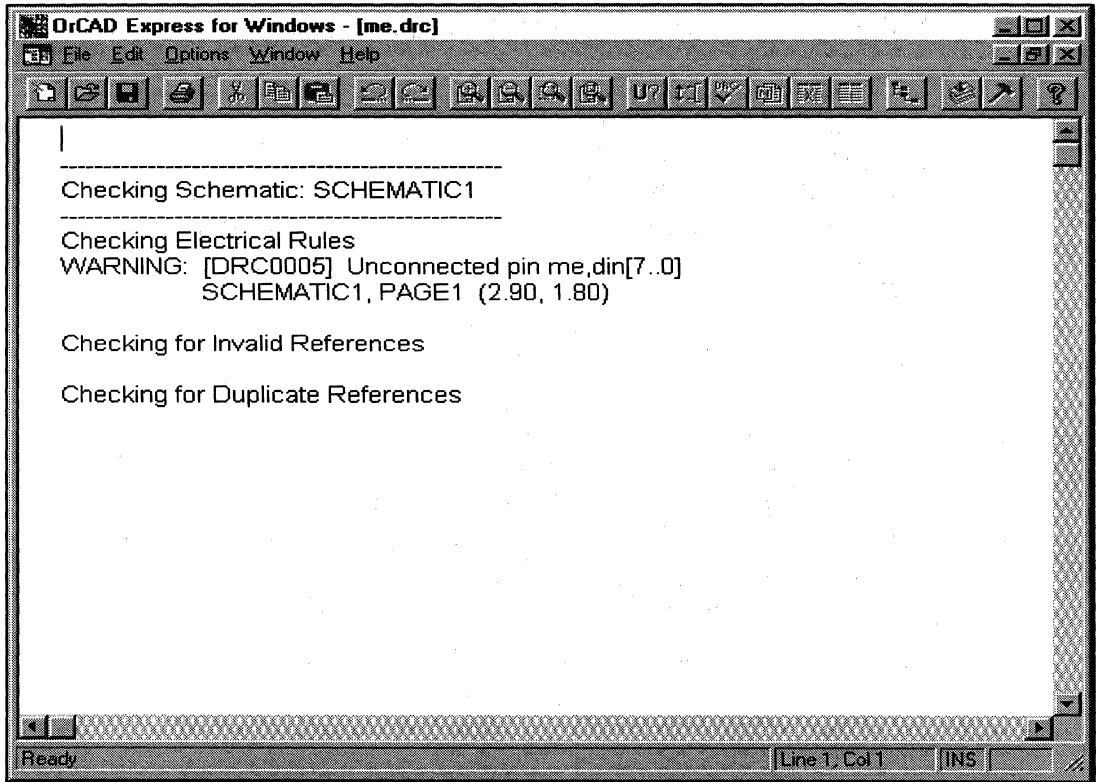 OrCAD Express for Windows - [me.drc]
File Edit Options Window Help
U?
--------------------------------------------------
Checking Schematic: SCHEMATIC1
--------------------------------------------------
Checking Electrical Rules
WARNING: [DRC0005] Unconnected pin me,din[7..0]
SCHEMATIC1, PAGE1 (2.90, 1.80)
Checking for Invalid References
Checking for Duplicate References
Ready Line 1, Col 1 INS